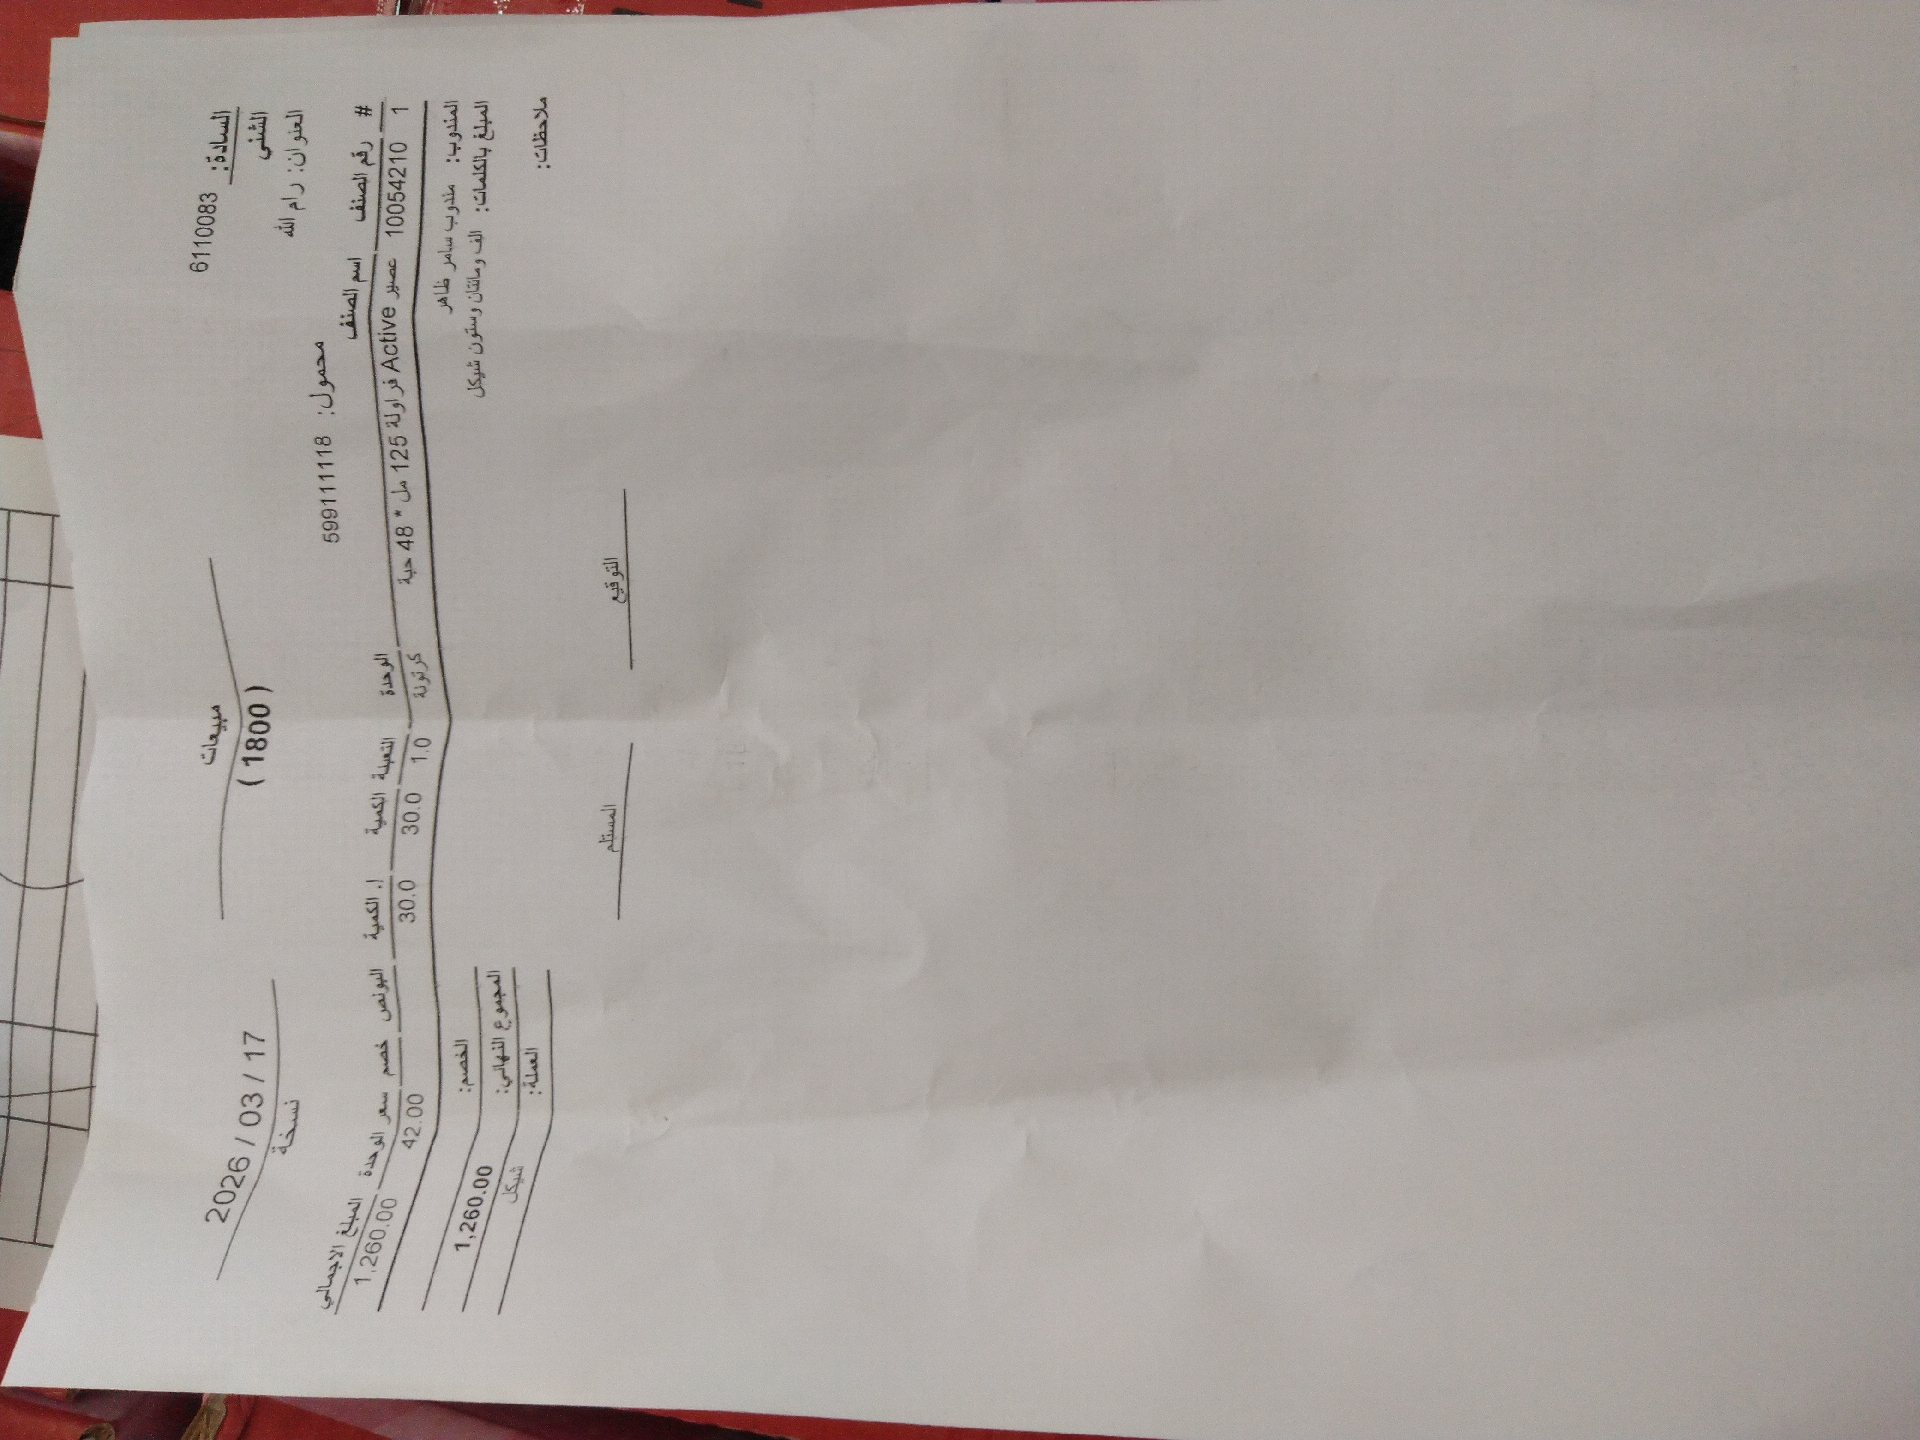 السادة: 6110083
مبيعات
2026 / 03 / 17
الشني
( 1800 )
نسخة
العنوان: رام الله
محمول: 599111118
# رقم الصنف اسم الصنف الوحدة التعبئة الكمية ا. الكمية البونص خصم سعر الوحدة المبلغ الاجمالي
1 10054210 عصير Active فراولة 125 مل * 48 حبة كرتونة 1.0 30.0 30.0 42.00 1,260.00
المندوب: مندوب سامر ظاهر
الخصم:
المبلغ بالكلمات: الف ومائتان وستون شيكل
المجموع النهائي: 1,260.00
ملاحظات:
العملة: شيكل
التوقيع المستلم